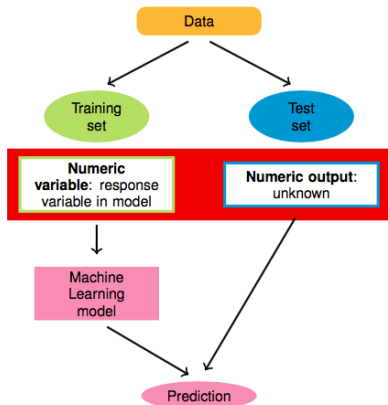 Data
Training
set
Test
set
Numeric
variable: response
variable in model
Numeric output:
unknown
Machine
Learning
model
Prediction